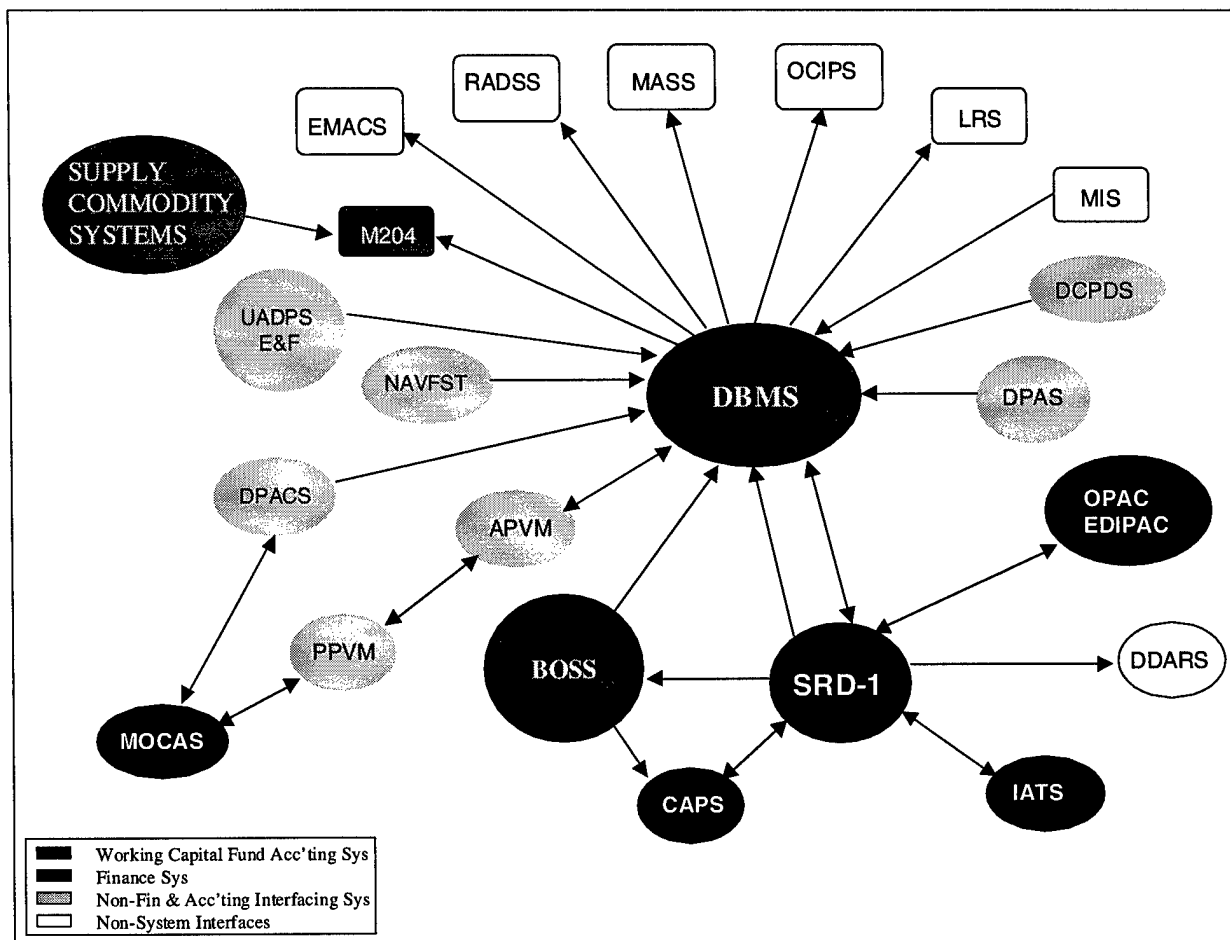 OCIPS
MASS
RADSS
LRS
EMACS
SUPPLY
COMMODITY
SYSTEMS
MIS
M204
DCPDS
UADPS
E&F
NAVFST
DBMS
DPAS
DPACS
OPAC
EDIPAC
APVM
PPVM
BOSS
SRD-1
DDARS
MOCAS
CAPS
IATS
Working Capital Fund Acc'ting Sys
Finance Sys
Non-Fin & Acc'ting Interfacing Sys
Non-System Interfaces